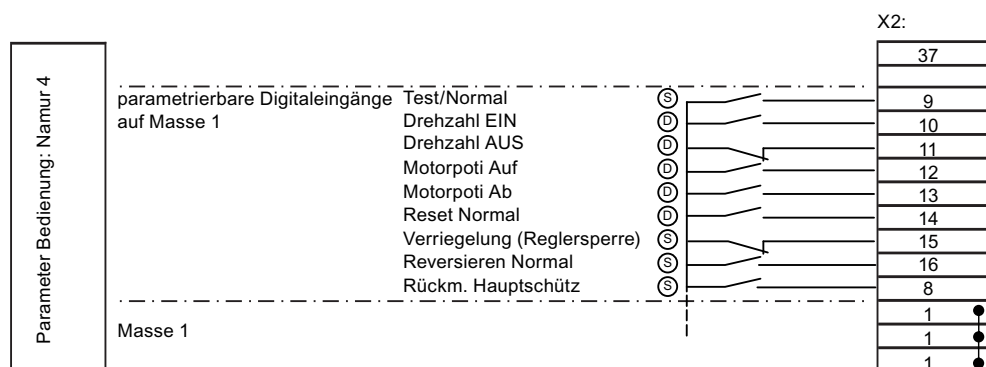 X2:
37
Parameter Bedienung: Namur 4
parametrierbare Digitaleingänge Test/Normal S 9
auf Masse 1 Drehzahl EIN D 10
Drehzahl AUS D 11
Motorpoti Auf D 12
Motorpoti Ab D 13
Reset Normal D 14
Verriegelung (Reglersperre) S 15
Reversieren Normal S 16
Rückm. Hauptschütz S 8
1
Masse 1 1
1